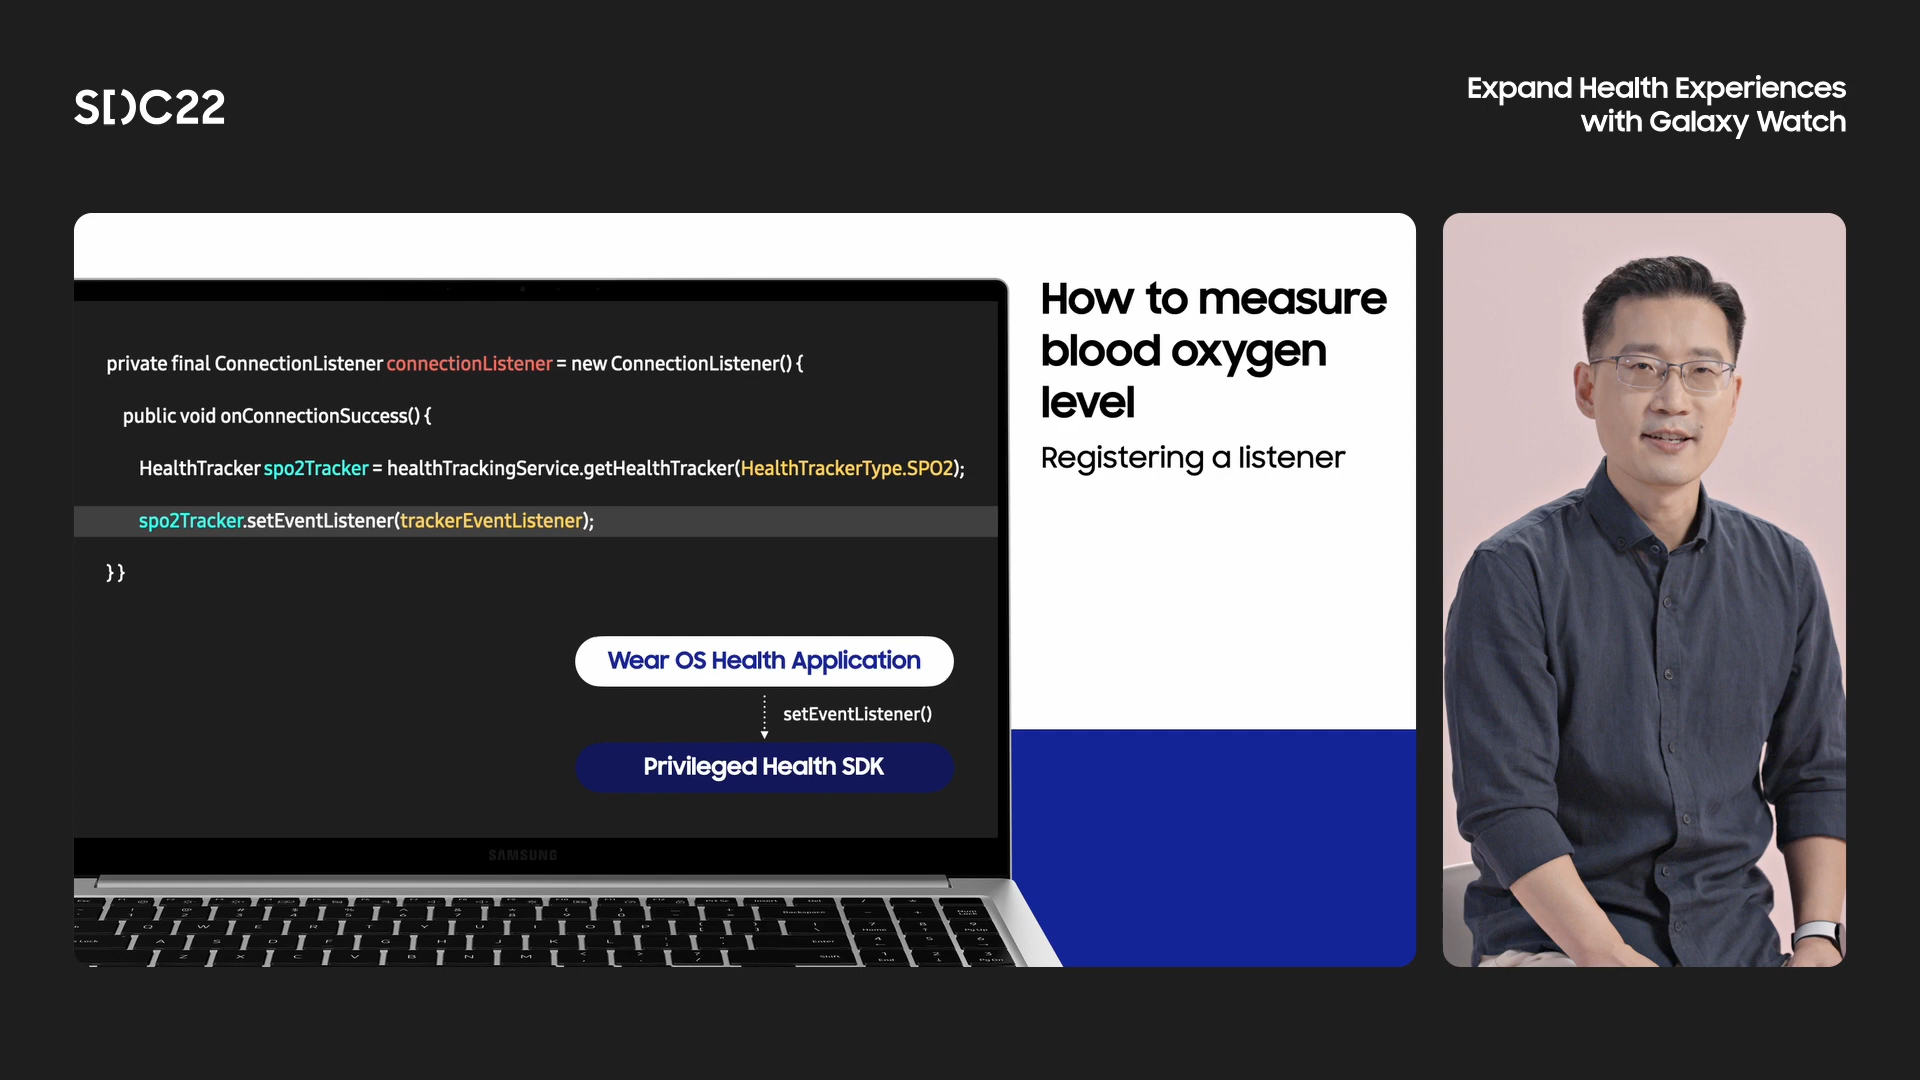 SDC22
Expand Health Experiences
with Galaxy Watch
private final ConnectionListener connectionListener = new ConnectionListener() {
public void onConnectionSuccess() {
HealthTracker spo2Tracker = healthTrackingService.getHealthTracker(HealthTrackerType.SPO2);
spo2Tracker.setEventListener(trackerEventListener);
} }
Wear OS Health Application
setEventListener()
Privileged Health SDK
SAMSUNG
How to measure
blood oxygen
level
Registering a listener